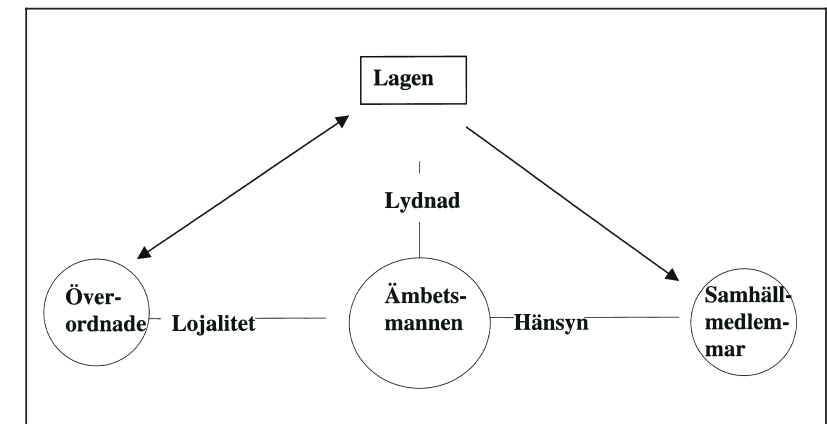 Lagen
Lydnad
Över-
ordnade
Lojalitet
Ämbets-
mannen
Hänsyn
Samhäll-
medlem-
mar